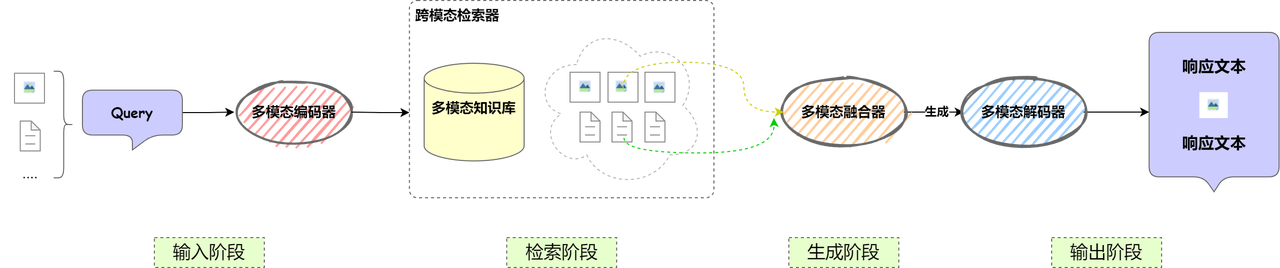 跨模态检索器
Query
多模态编码器
多模态知识库
多模态融合器
生成
多模态解码器
响应文本
响应文本
....
输入阶段
检索阶段
生成阶段
输出阶段